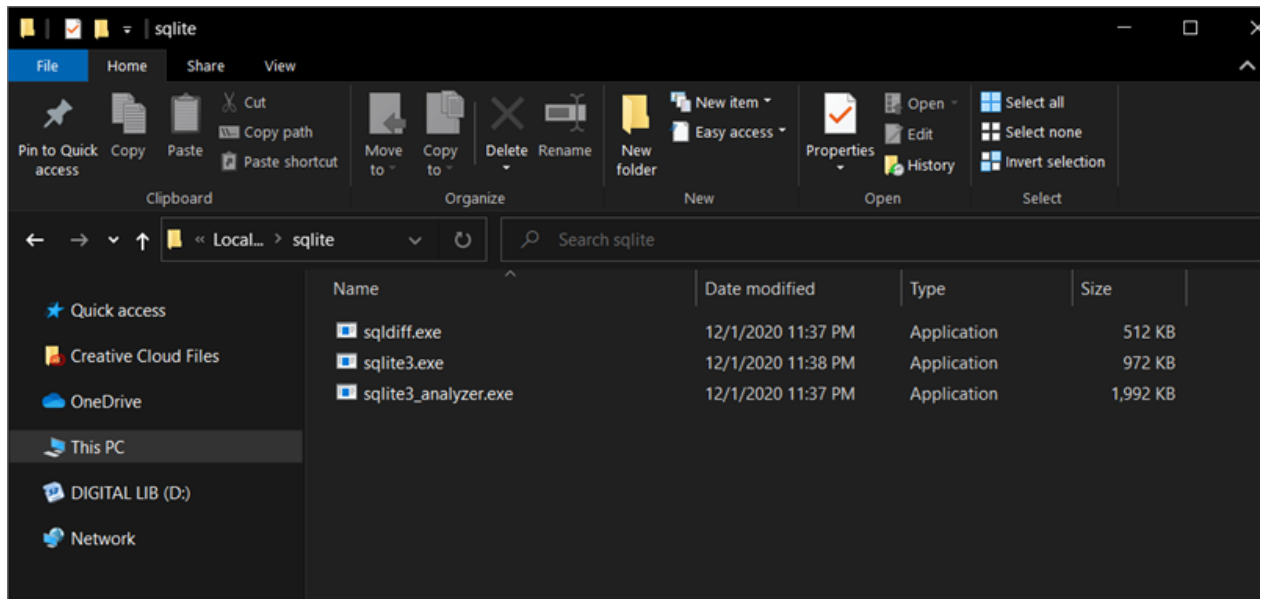 sqlite
File Home Share View
Pin to Quick access
Copy
Paste
Cut
Copy path
Paste shortcut
Clipboard
Move to
Copy to
Delete
Rename
Organize
New folder
New item
Easy access
New
Properties
Open
Edit
History
Open
Select all
Select none
Invert selection
Select
« Local... > sqlite
Search sqlite
Name Date modified Type Size
sqldiff.exe 12/1/2020 11:37 PM Application 512 KB
sqlite3.exe 12/1/2020 11:38 PM Application 972 KB
sqlite3_analyzer.exe 12/1/2020 11:37 PM Application 1,992 KB
Quick access
Creative Cloud Files
OneDrive
This PC
DIGITAL LIB (D:)
Network